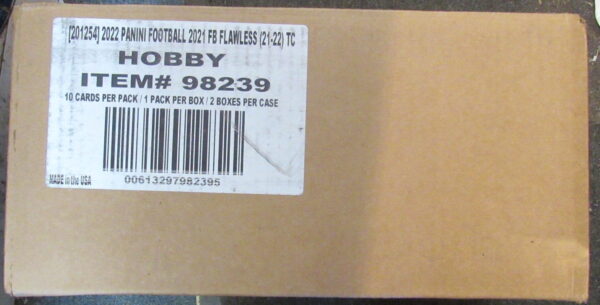 [201254] 2022 PANINI FOOTBALL 2021 FB FLAWLESS (21-22) TC
HOBBY
ITEM# 98239
10 CARDS PER PACK / 1 PACK PER BOX / 2 BOXES PER CASE
MADE in the USA
00613297982395